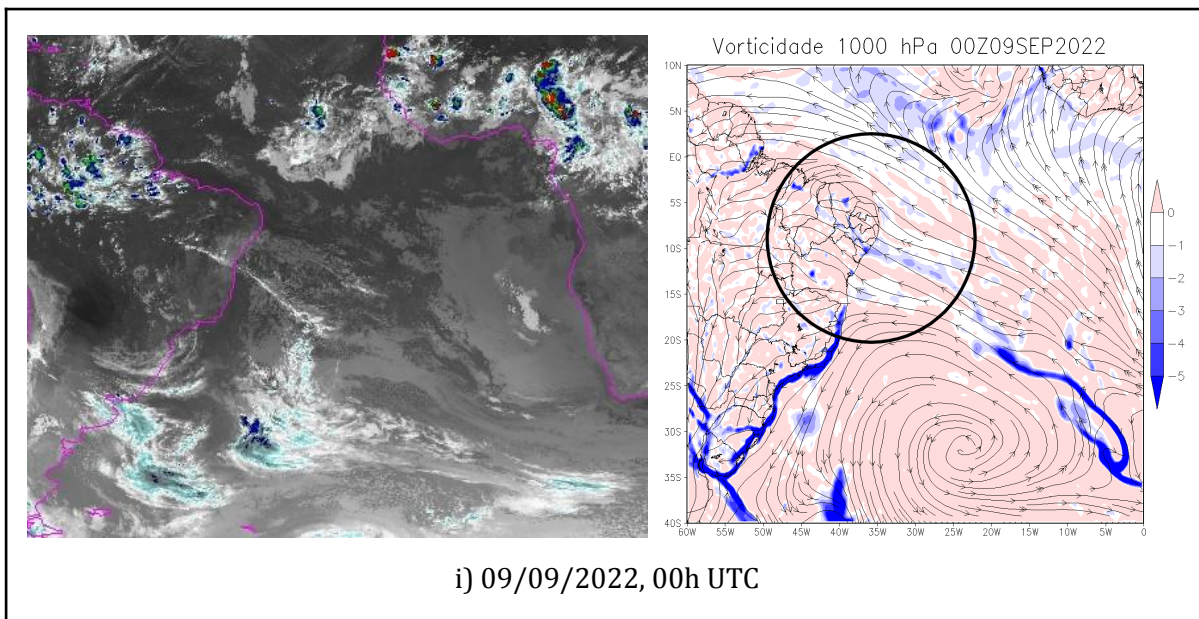 Vorticidade 1000 hPa 00Z09SEP2022
10N
5N
EQ
5S
10S
15S
20S
25S
30S
35S
40S
60W 55W 50W 45W 40W 35W 30W 25W 20W 15W 10W 5W 0
0
-1
-2
-3
-4
-5
i) 09/09/2022, 00h UTC